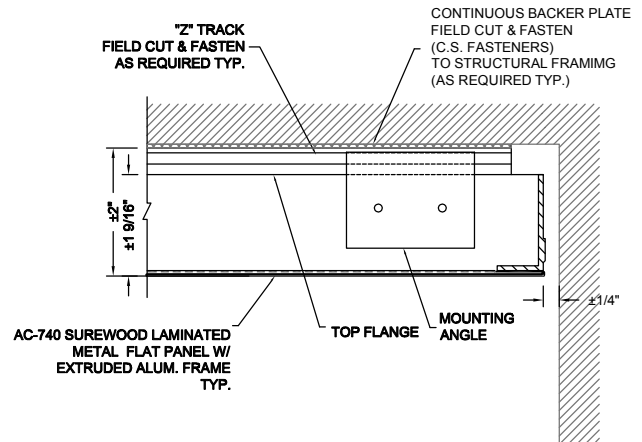 "Z" TRACK
FIELD CUT & FASTEN
AS REQUIRED TYP.
CONTINUOUS BACKER PLATE
FIELD CUT & FASTEN
(C.S. FASTENERS)
TO STRUCTURAL FRAMIMG
(AS REQUIRED TYP.)
±2"
±1 9/16"
±1/4"
AC-740 SUREWOOD LAMINATED
METAL FLAT PANEL W/
EXTRUDED ALUM. FRAME
TYP.
TOP FLANGE
MOUNTING
ANGLE